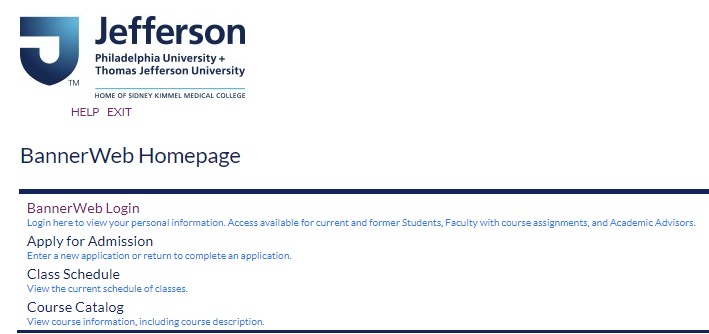 Jefferson
Philadelphia University +
Thomas Jefferson University
TM
HOME OF SIDNEY KIMMEL MEDICAL COLLEGE
HELP EXIT
BannerWeb Homepage
BannerWeb Login
Login here to view your personal information. Access available for current and former Students, Faculty with course assignments, and Academic Advisors.
Apply for Admission
Enter a new application or return to complete an application.
Class Schedule
View the current schedule of classes.
Course Catalog
View course information, including course description.